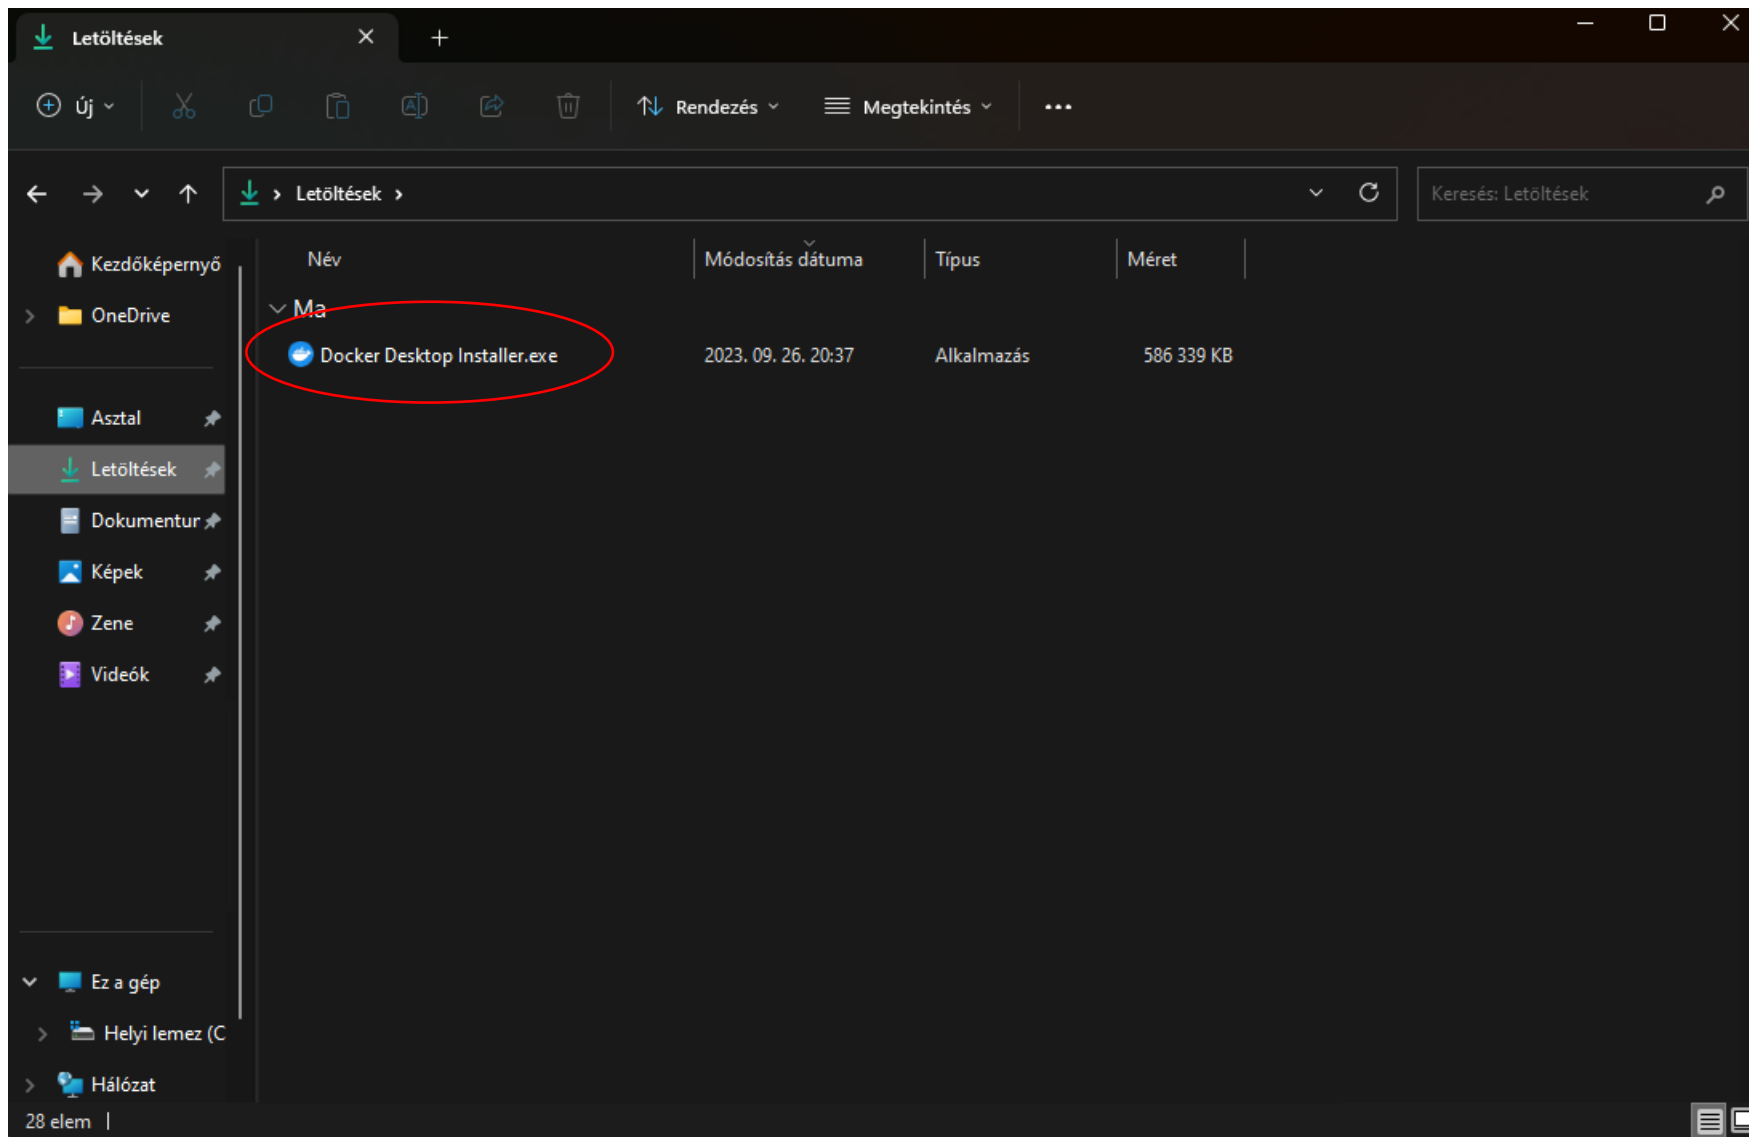 Letöltések
Új
Rendezés
Megtekintés
Letöltések
Keresés: Letöltések
Név Módosítás dátuma Típus Méret
Ma
Docker Desktop Installer.exe 2023. 09. 26. 20:37 Alkalmazás 586 339 KB
Kezdőképernyő
OneDrive
Asztal
Letöltések
Dokumentur
Képek
Zene
Videók
Ez a gép
Helyi lemez (C
Hálózat
28 elem